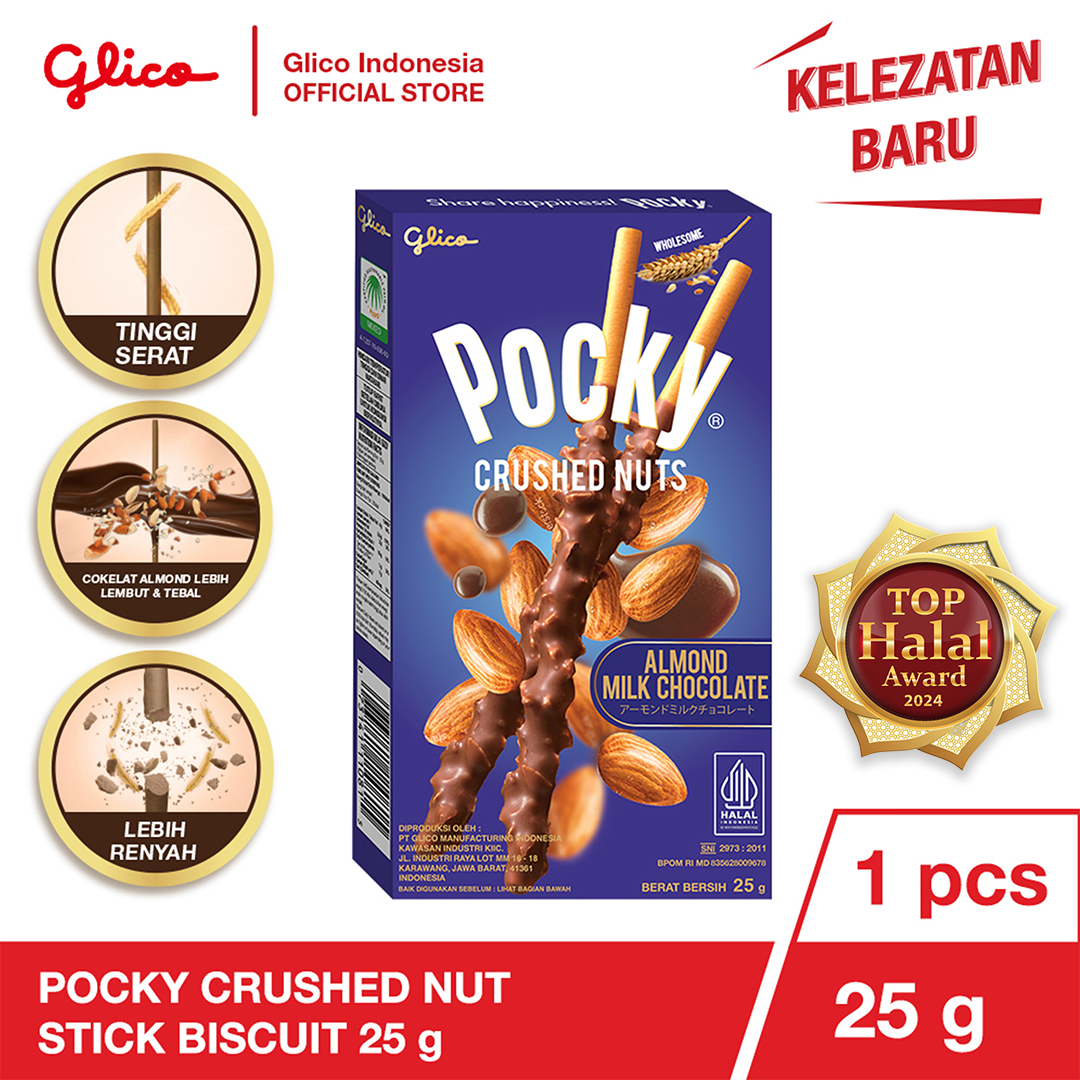 Glico
Glico Indonesia
OFFICIAL STORE
KELEZATAN
BARU
TINGGI
SERAT
COKELAT ALMOND LEBIH
LEMBUT & TEBAL
LEBIH
RENYAH
Share happiness! Pocky
Glico
Glico
WHOLESOME
Pocky®
CRUSHED NUTS
ALMOND
MILK CHOCOLATE
アーモンドミルクチョコレート
HALAL
INDONESIA
DIPRODUKSI OLEH :
PT GLICO MANUFACTURING INDONESIA
KAWASAN INDUSTRI KIIC.
JL. INDUSTRI RAYA LOT MM 16 - 18
KARAWANG, JAWA BARAT, 41361
INDONESIA
BAIK DIGUNAKAN SEBELUM : LIHAT BAGIAN BAWAH
SNI 2973 : 2011
BPOM RI MD 835628009678
BERAT BERSIH 25 g
TOP
Halal
Award
2024
1 pcs
25 g
POCKY CRUSHED NUT
STICK BISCUIT 25 g